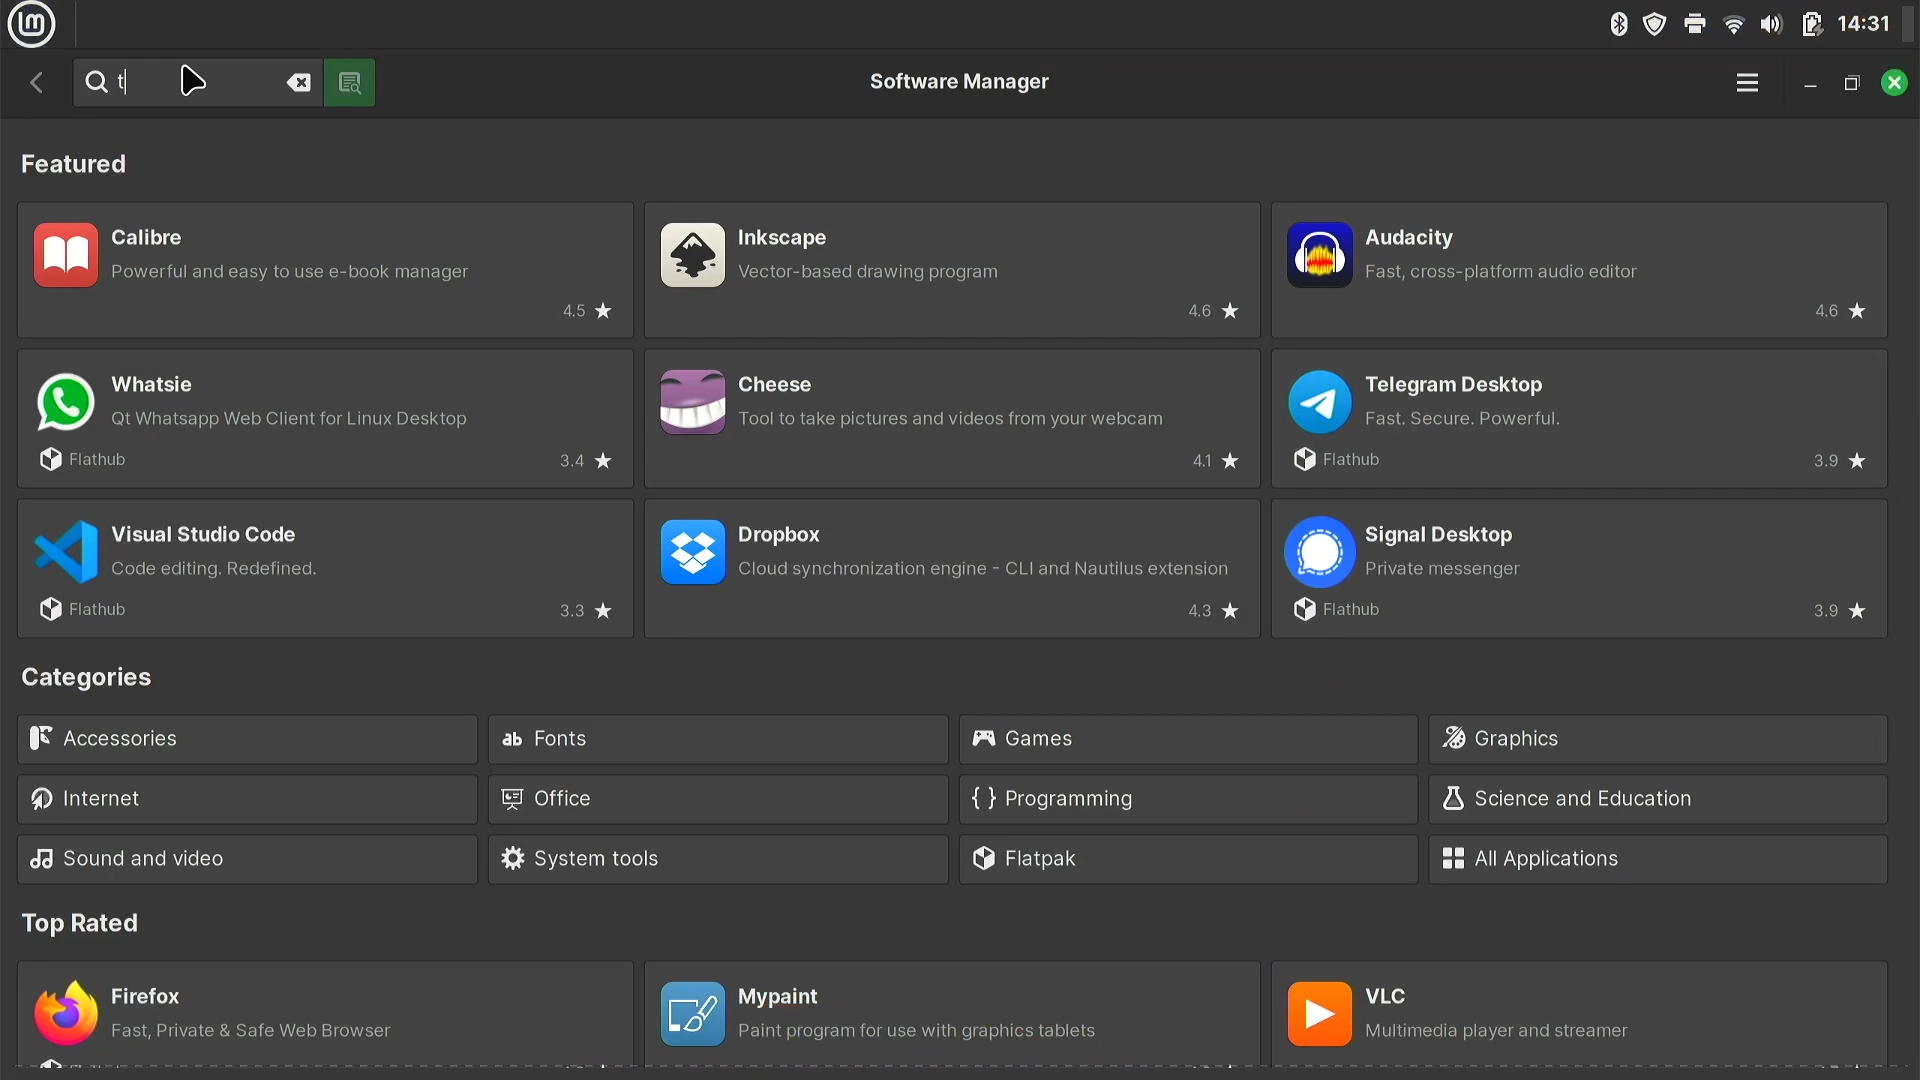 lm
14:31
t
Software Manager
Featured
Calibre
Powerful and easy to use e-book manager
4.5
Inkscape
Vector-based drawing program
4.6
Audacity
Fast, cross-platform audio editor
4.6
Whatsie
Qt Whatsapp Web Client for Linux Desktop
Flathub
3.4
Cheese
Tool to take pictures and videos from your webcam
4.1
Telegram Desktop
Fast. Secure. Powerful.
Flathub
3.9
Visual Studio Code
Code editing. Redefined.
Flathub
3.3
Dropbox
Cloud synchronization engine - CLI and Nautilus extension
4.3
Signal Desktop
Private messenger
Flathub
3.9
Categories
Accessories
ab Fonts
Games
Graphics
Internet
Office
{ } Programming
Science and Education
Sound and video
System tools
Flatpak
All Applications
Top Rated
Firefox
Fast, Private & Safe Web Browser
Mypaint
Paint program for use with graphics tablets
VLC
Multimedia player and streamer